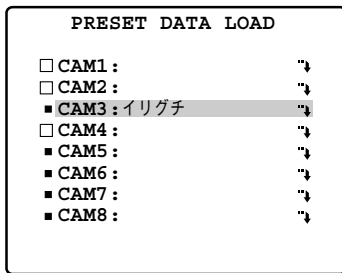 PRESET DATA LOAD
□CAM1:
□CAM2:
■CAM3:イリグチ
□CAM4:
■CAM5:
■CAM6:
■CAM7:
■CAM8: